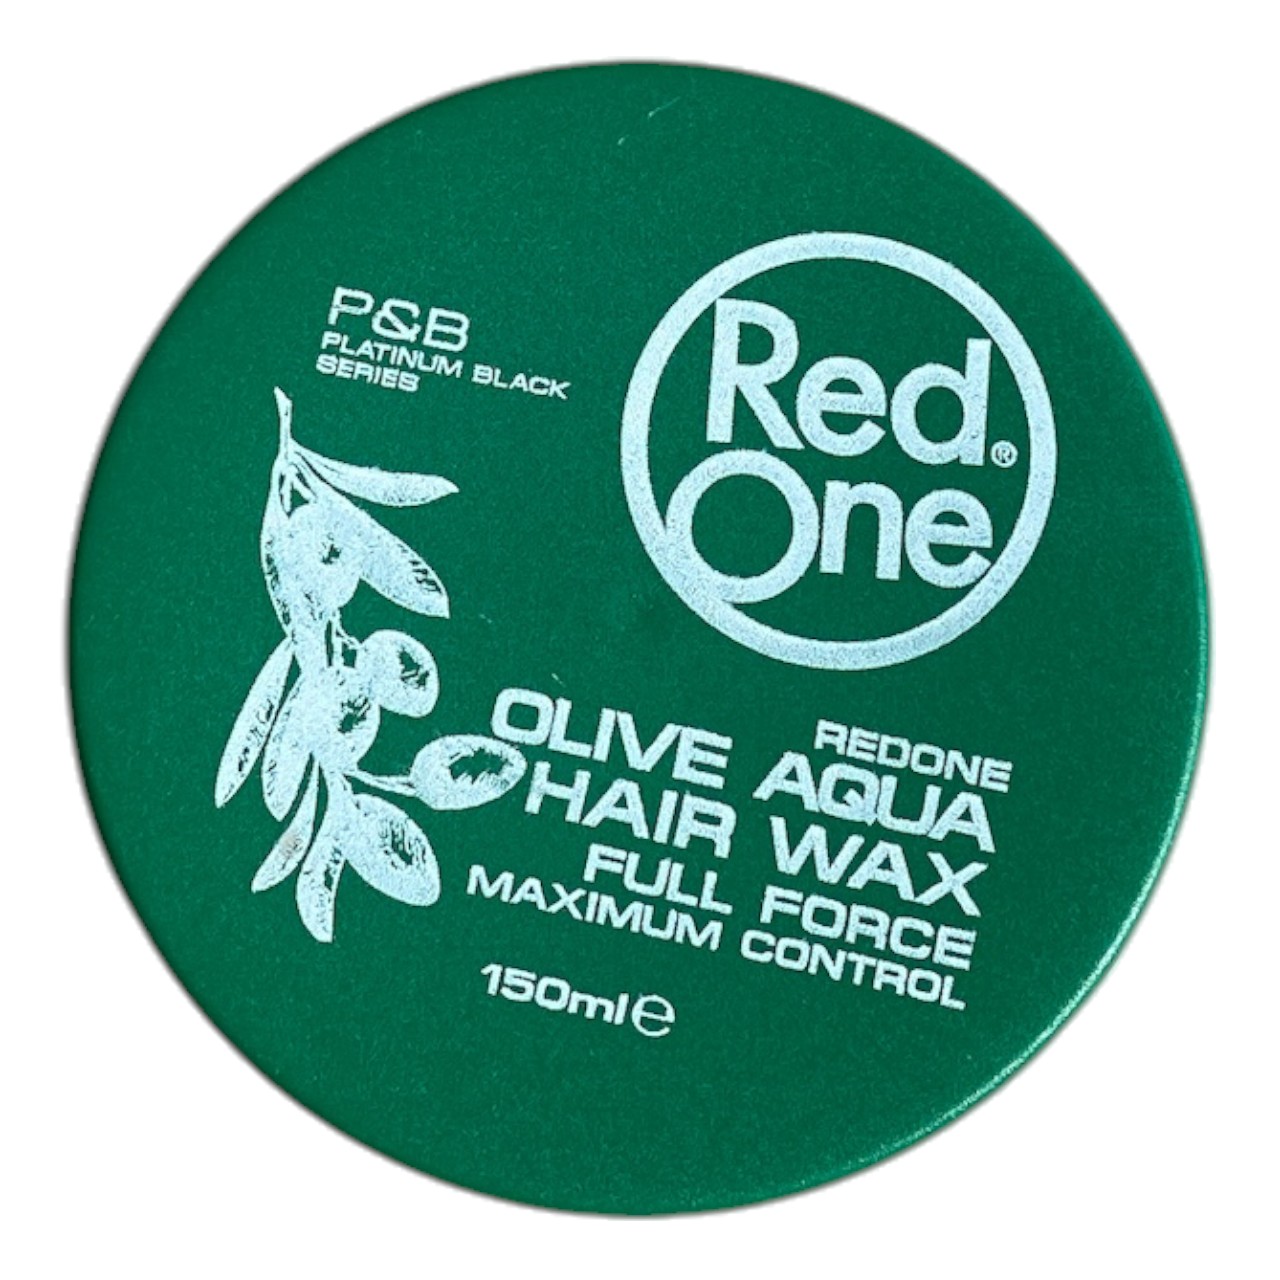 P&B
PLATINUM BLACK
SERIES
Red®
One
REDONE
OLIVE AQUA
HAIR WAX
FULL FORCE
MAXIMUM CONTROL
150ml℮